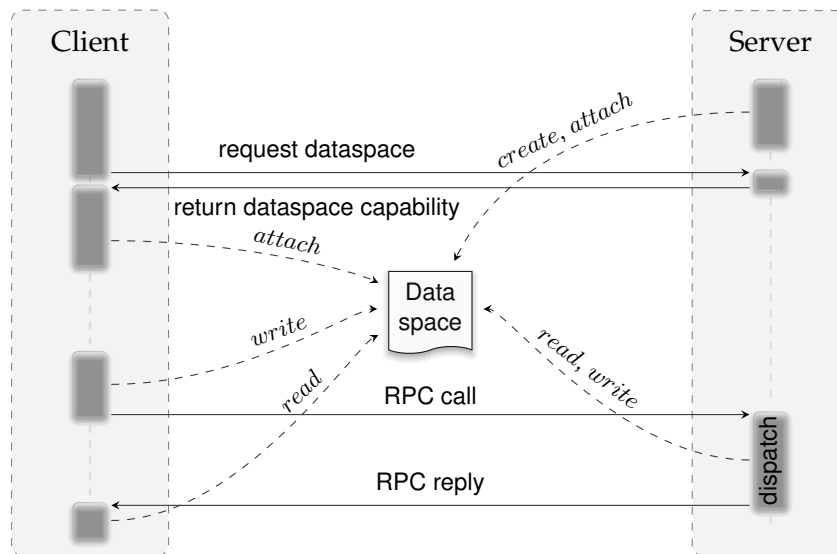 Client
Server
create, attach
request dataspace
return dataspace capability
attach
Data
space
write
read, write
read
RPC call
dispatch
RPC reply